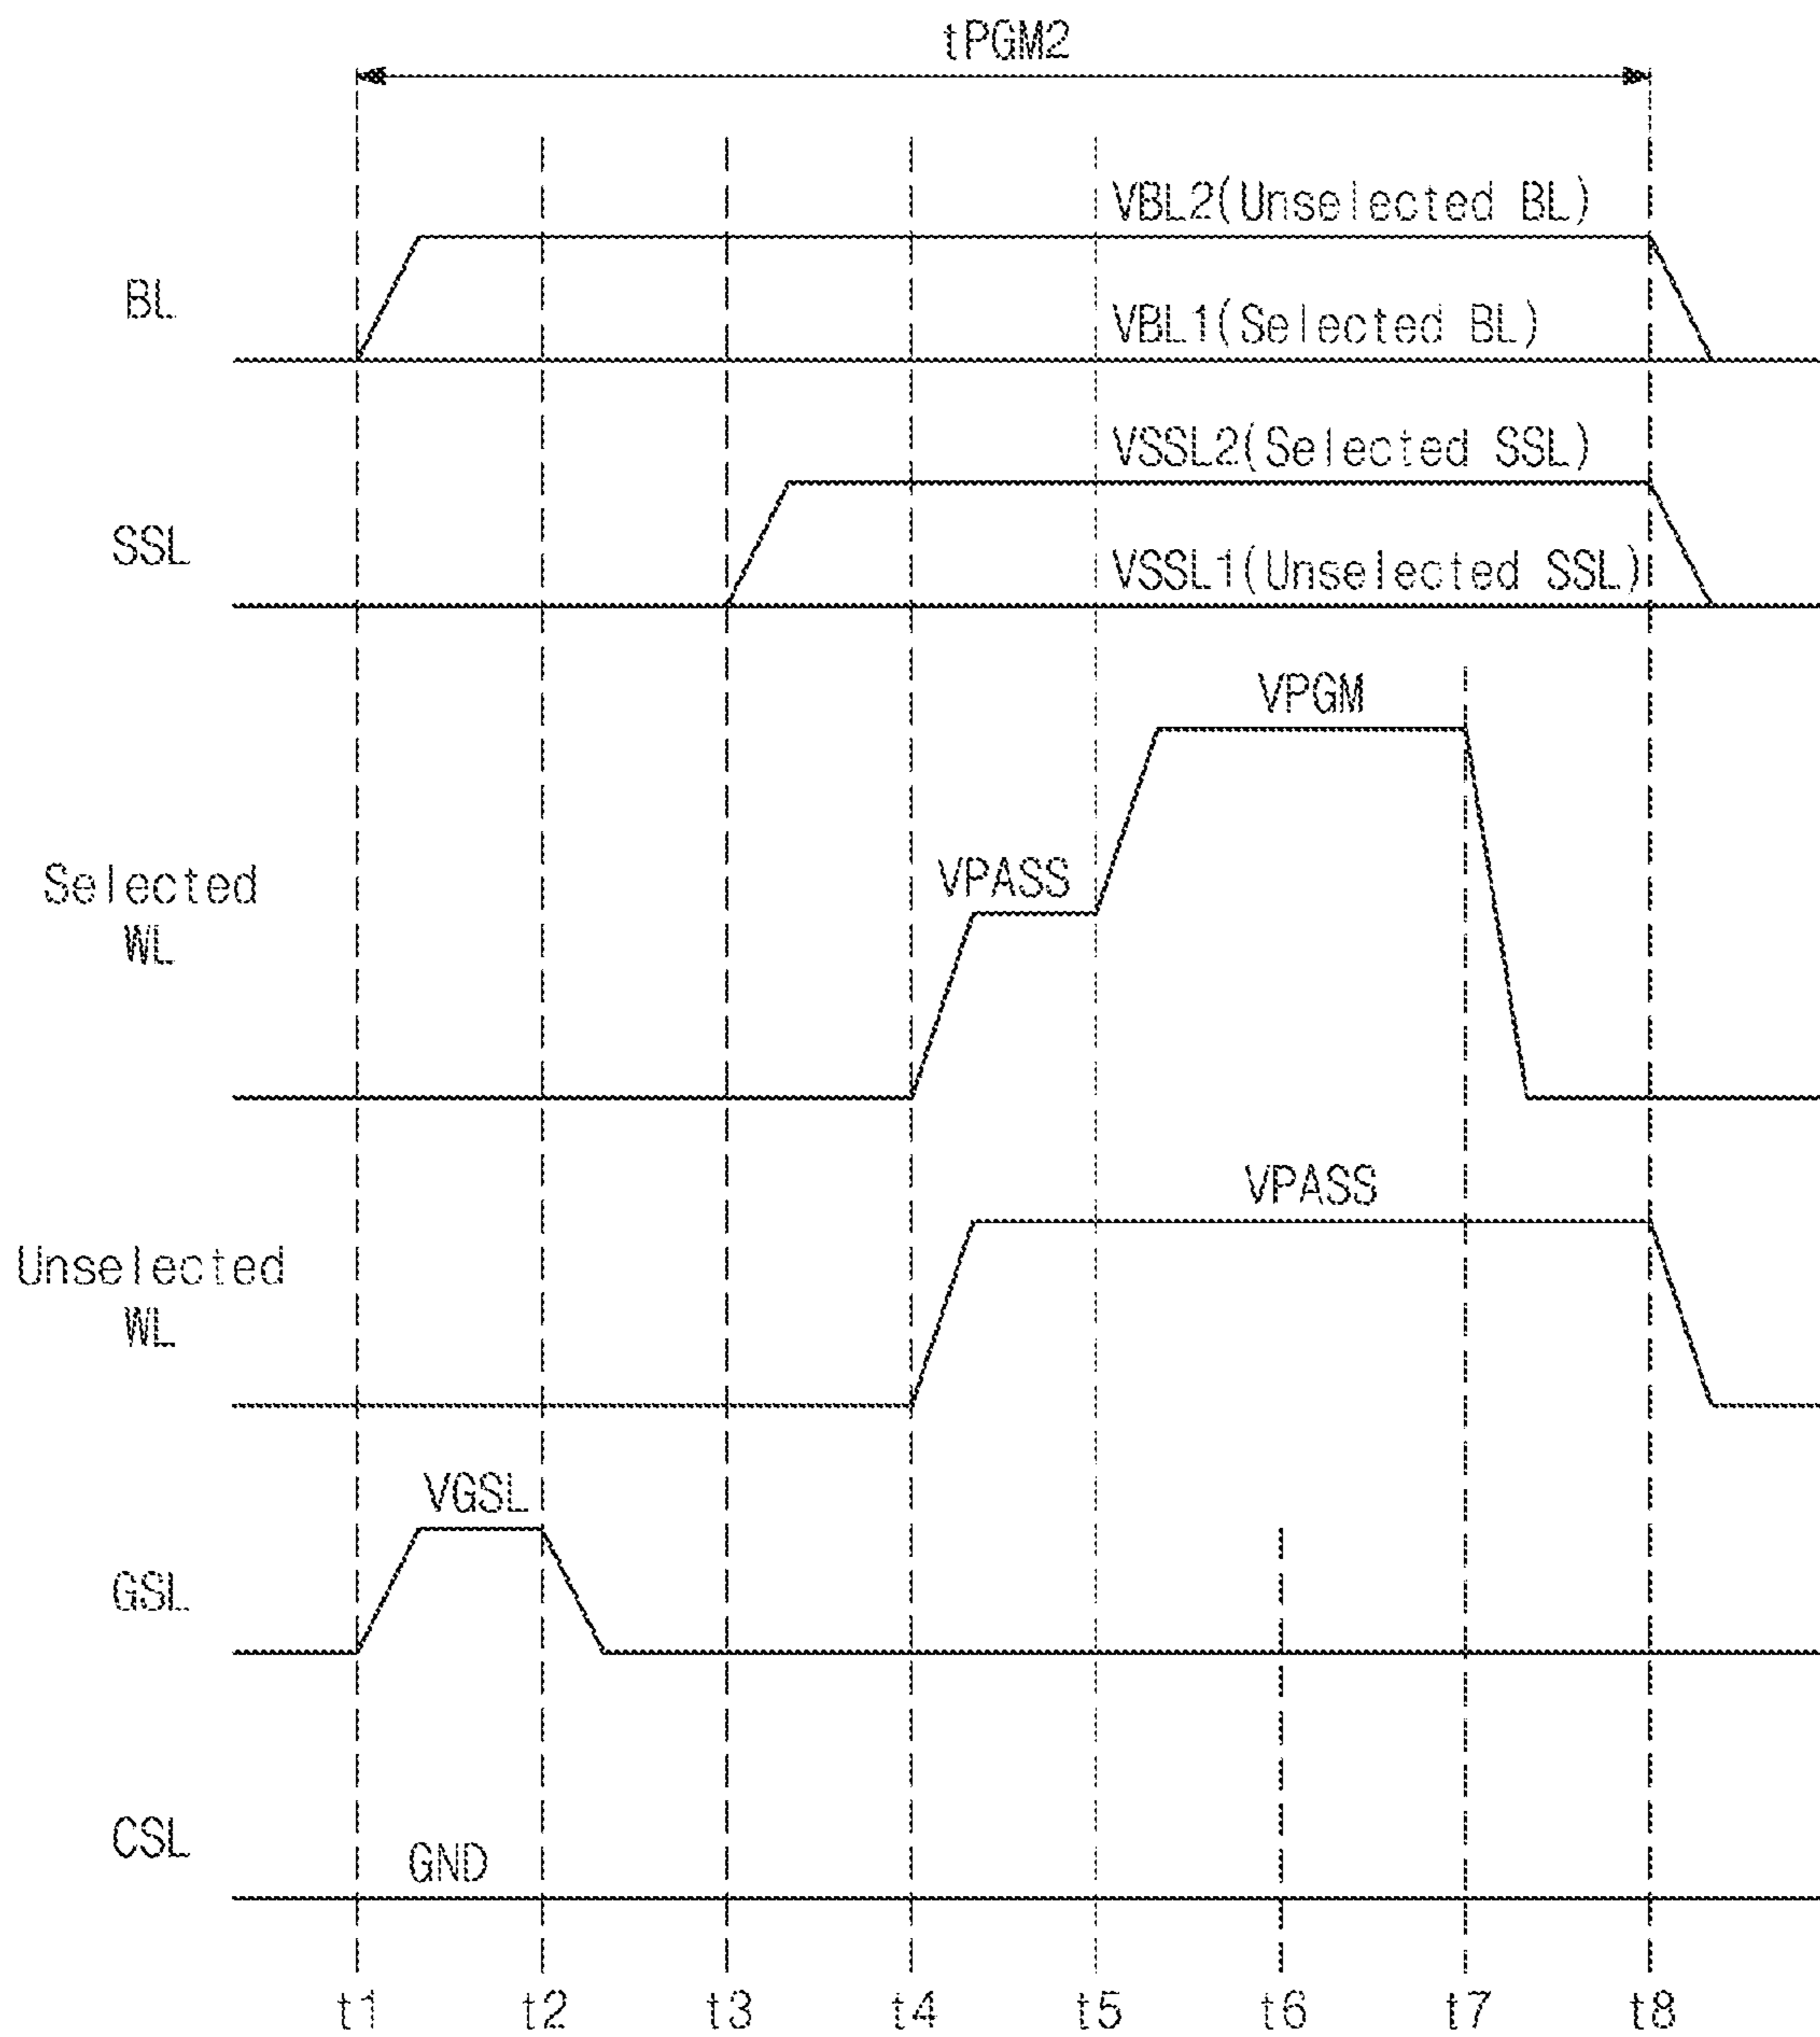 tPGM2
VBL2(Unselected BL)
BL
VBL1(Selected BL)
VSSL2(Selected SSL)
SSL
VSSL1(Unselected SSL)
VPGM
Selected
WL
VPASS
VPASS
Unselected
WL
VGSL
GSL
CSL
GND
t1 t2 t3 t4 t5 t6 t7 t8